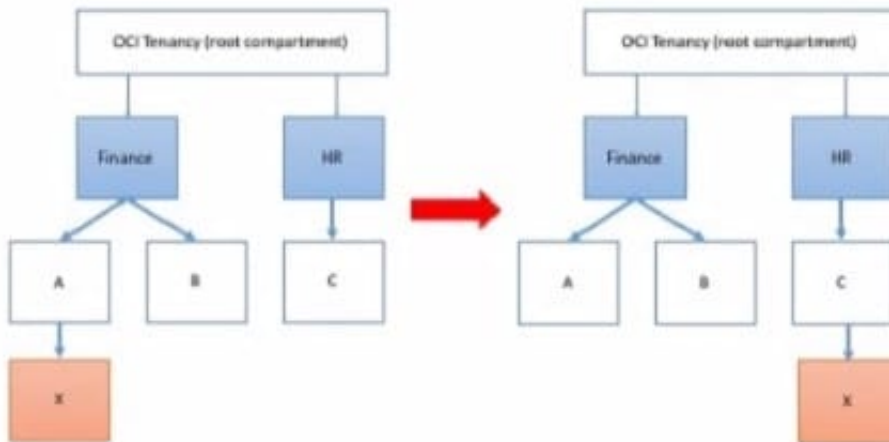 OCI Tenancy (root compartment)
Finance
HR
A
B
C
X
OCI Tenancy (root compartment)
Finance
HR
A
B
C
X